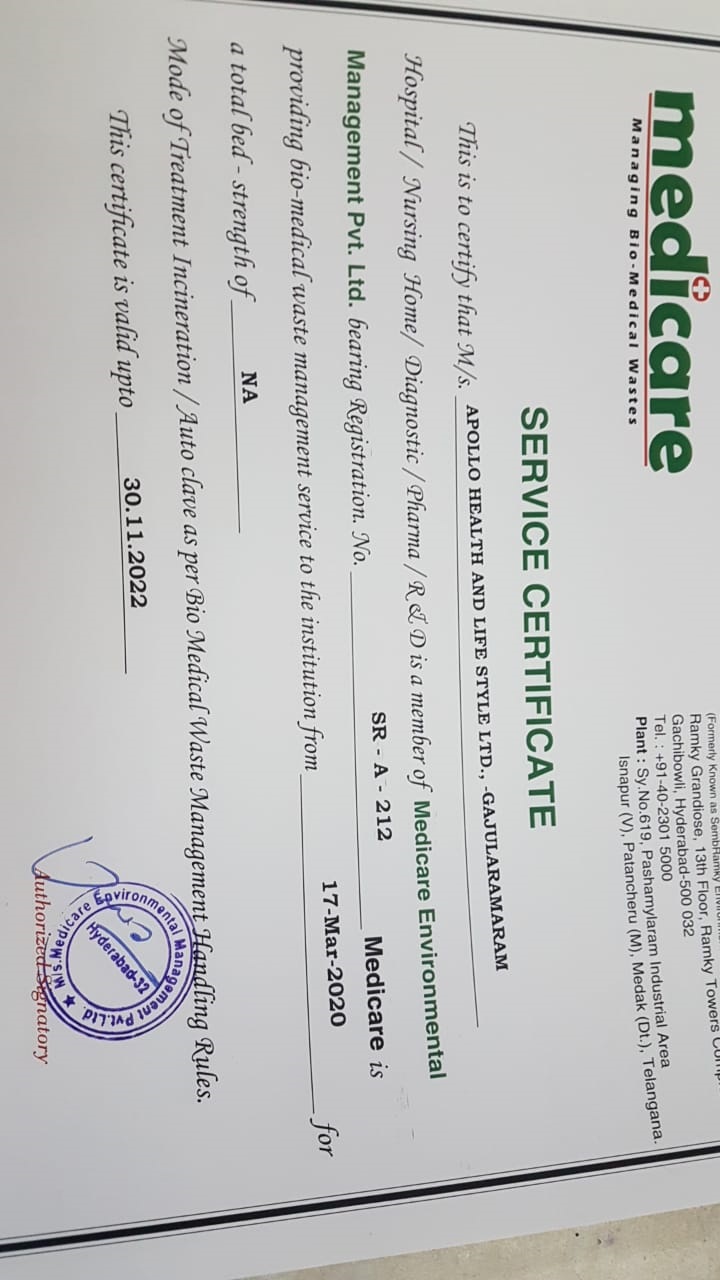 medicare
Managing Bio-Medical Wastes
(Formerly Known as SembRamky
Ramky Grandiose, 13th Floor, Ramky Towers
Gachibowli, Hyderabad-500 032
Tel. : +91-40-2301 5000
Plant : Sy.No.619, Pashamylaram Industrial Area
Isnapur (V), Patancheru (M), Medak (Dt.), Telangana.
SERVICE CERTIFICATE
This is to certify that M/s. APOLLO HEALTH AND LIFE STYLE LTD., -GAJULARAMARAM
Hospital / Nursing Home/ Diagnostic / Pharma / R & D is a member of Medicare Environmental
Management Pvt. Ltd. bearing Registration. No. SR - A - 212 Medicare is
providing bio-medical waste management service to the institution from 17-Mar-2020 for
a total bed - strength of NA
Mode of Treatment Incineration / Auto clave as per Bio Medical Waste Management Handling Rules.
This certificate is valid upto 30.11.2022
M/s. Medicare Environmental Management Pvt.Ltd.
Hyderabad-32
Authorized Signatory